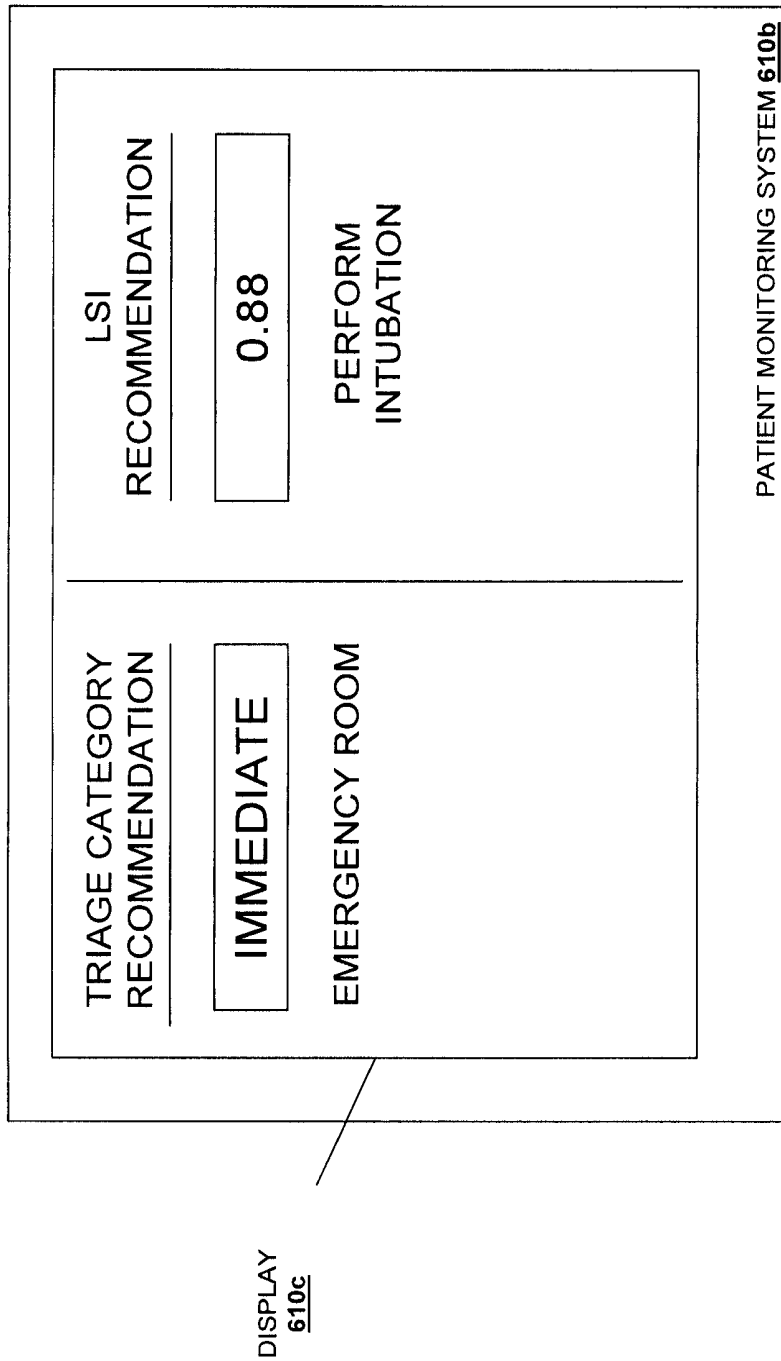 TRIAGE CATEGORY
RECOMMENDATION
IMMEDIATE
EMERGENCY ROOM
LSI
RECOMMENDATION
0.88
PERFORM
INTUBATION
DISPLAY
610c
PATIENT MONITORING SYSTEM 610b